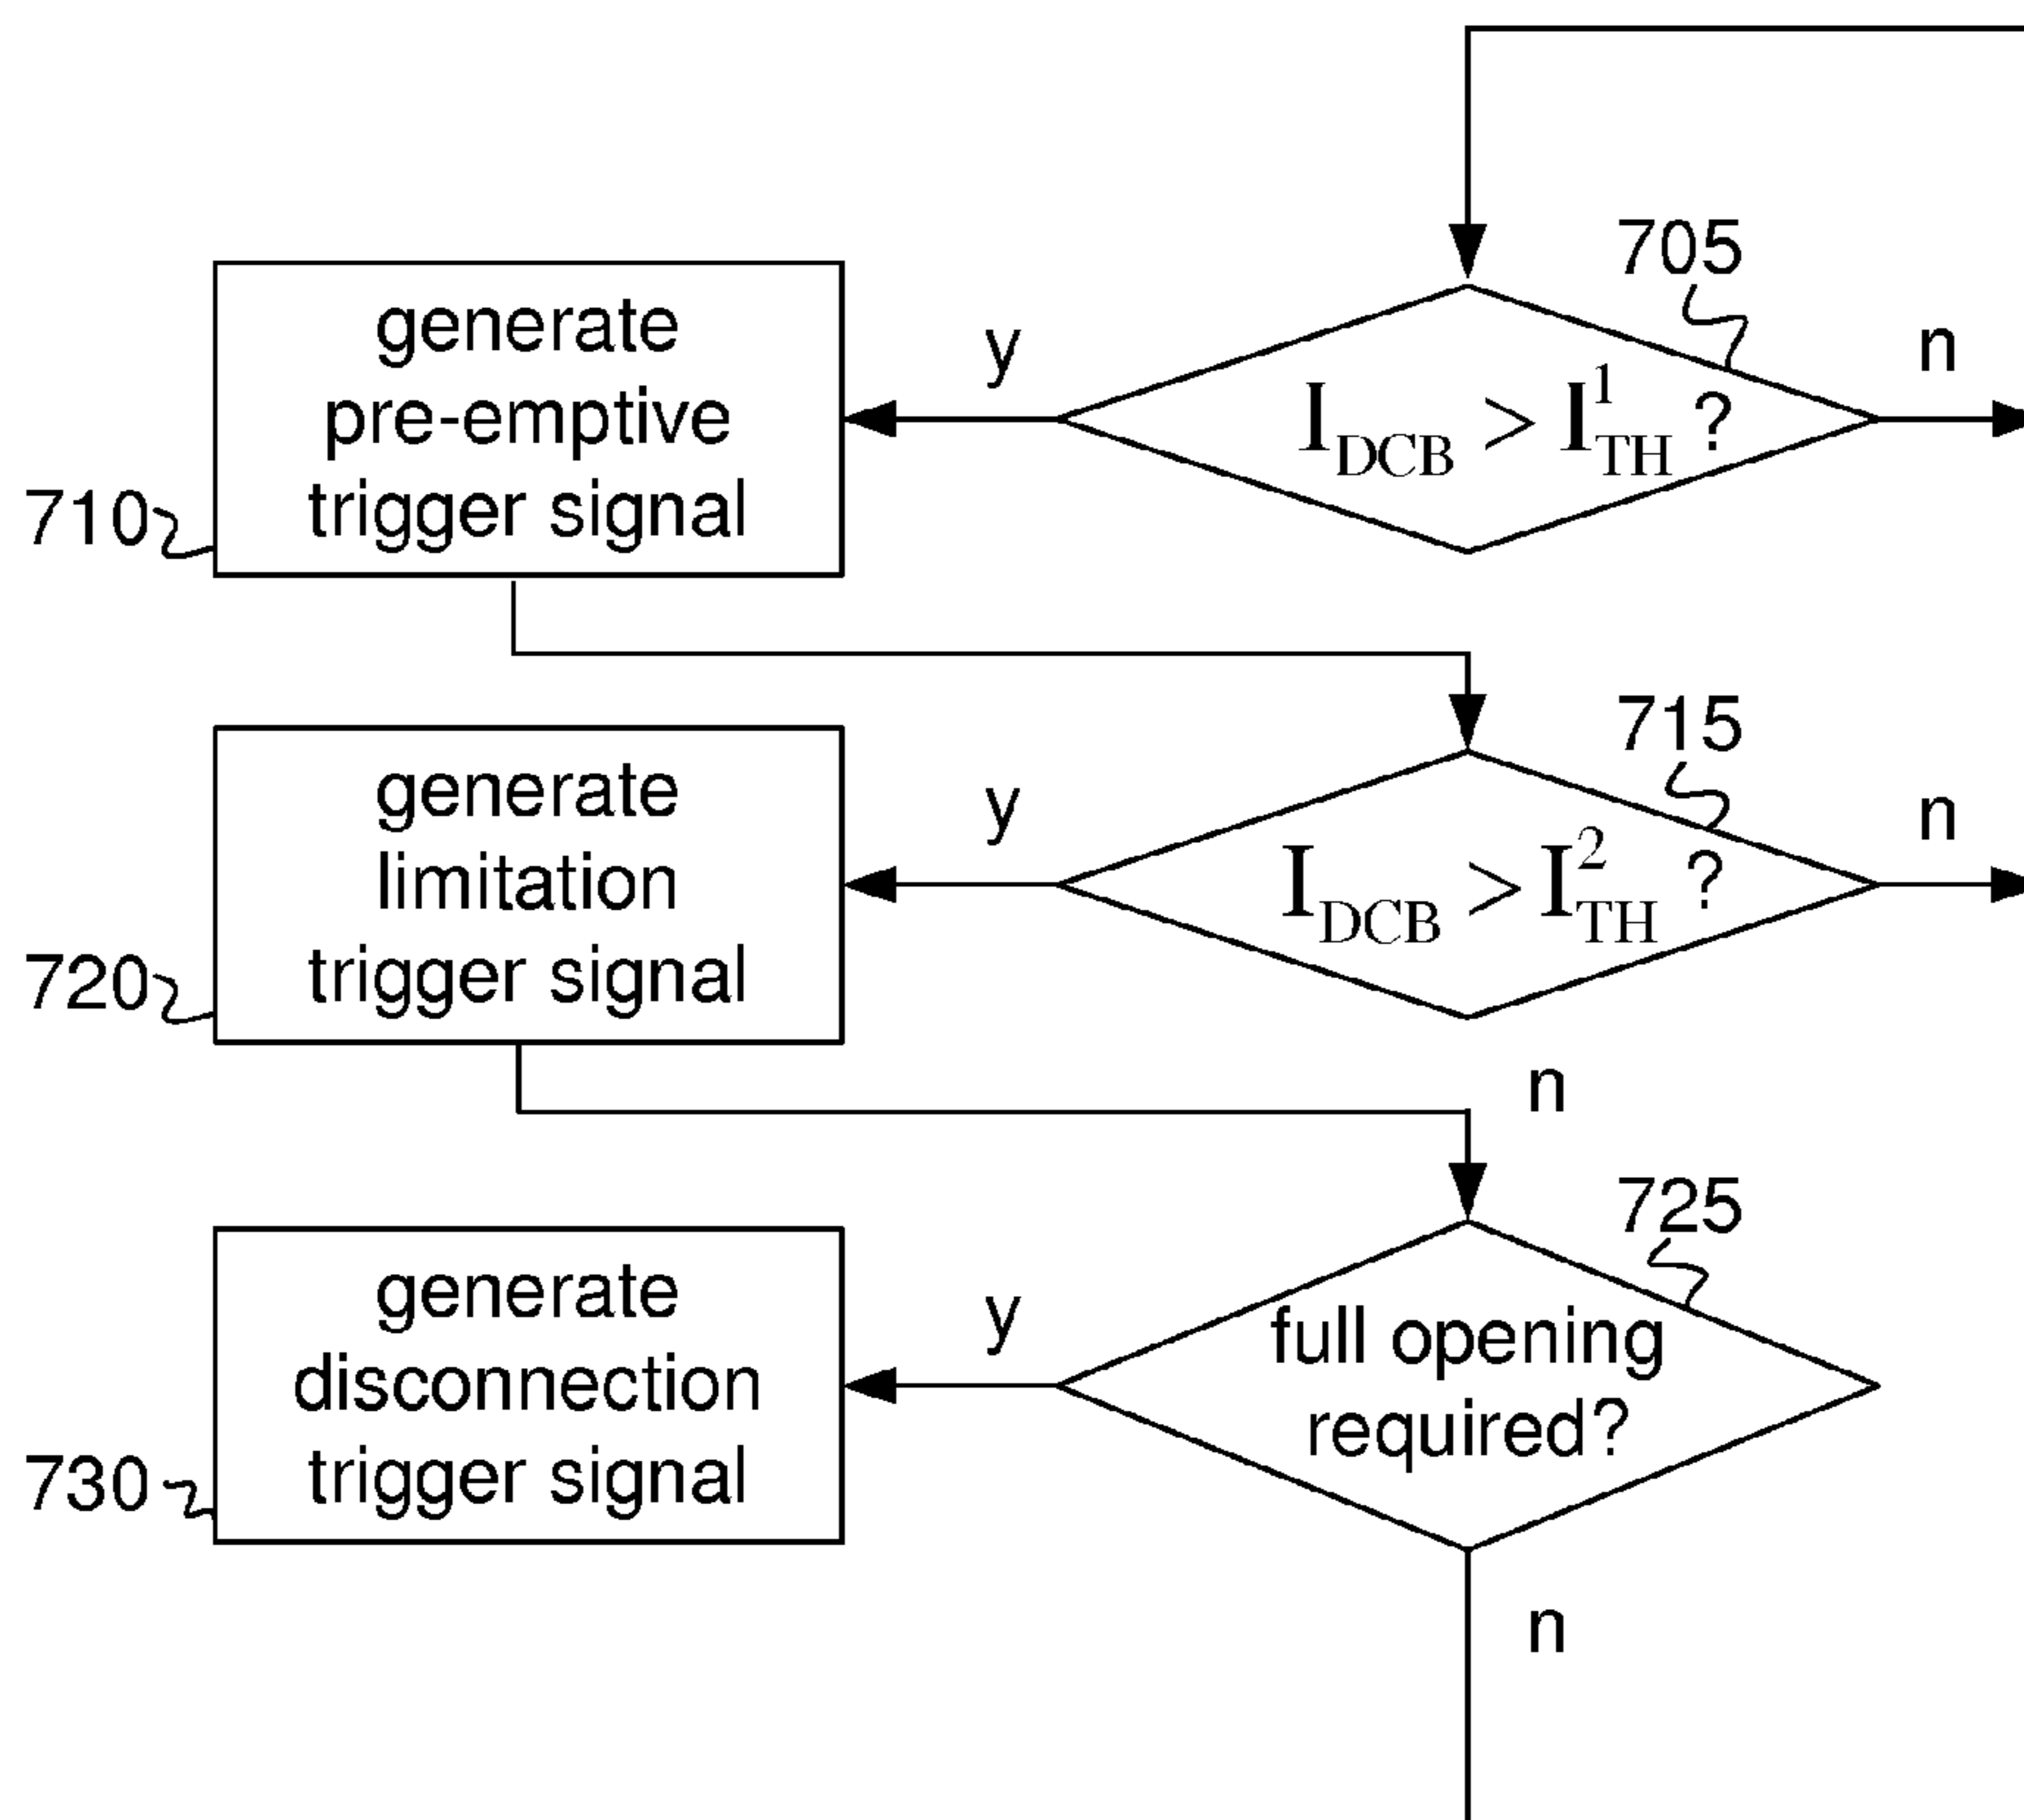 705
generate
pre-emptive
trigger signal
y
I_DCB > I^1_TH ?
n
710
715
generate
limitation
trigger signal
y
I_DCB > I^2_TH ?
n
720
n
725
generate
disconnection
trigger signal
y
full opening
required?
730
n